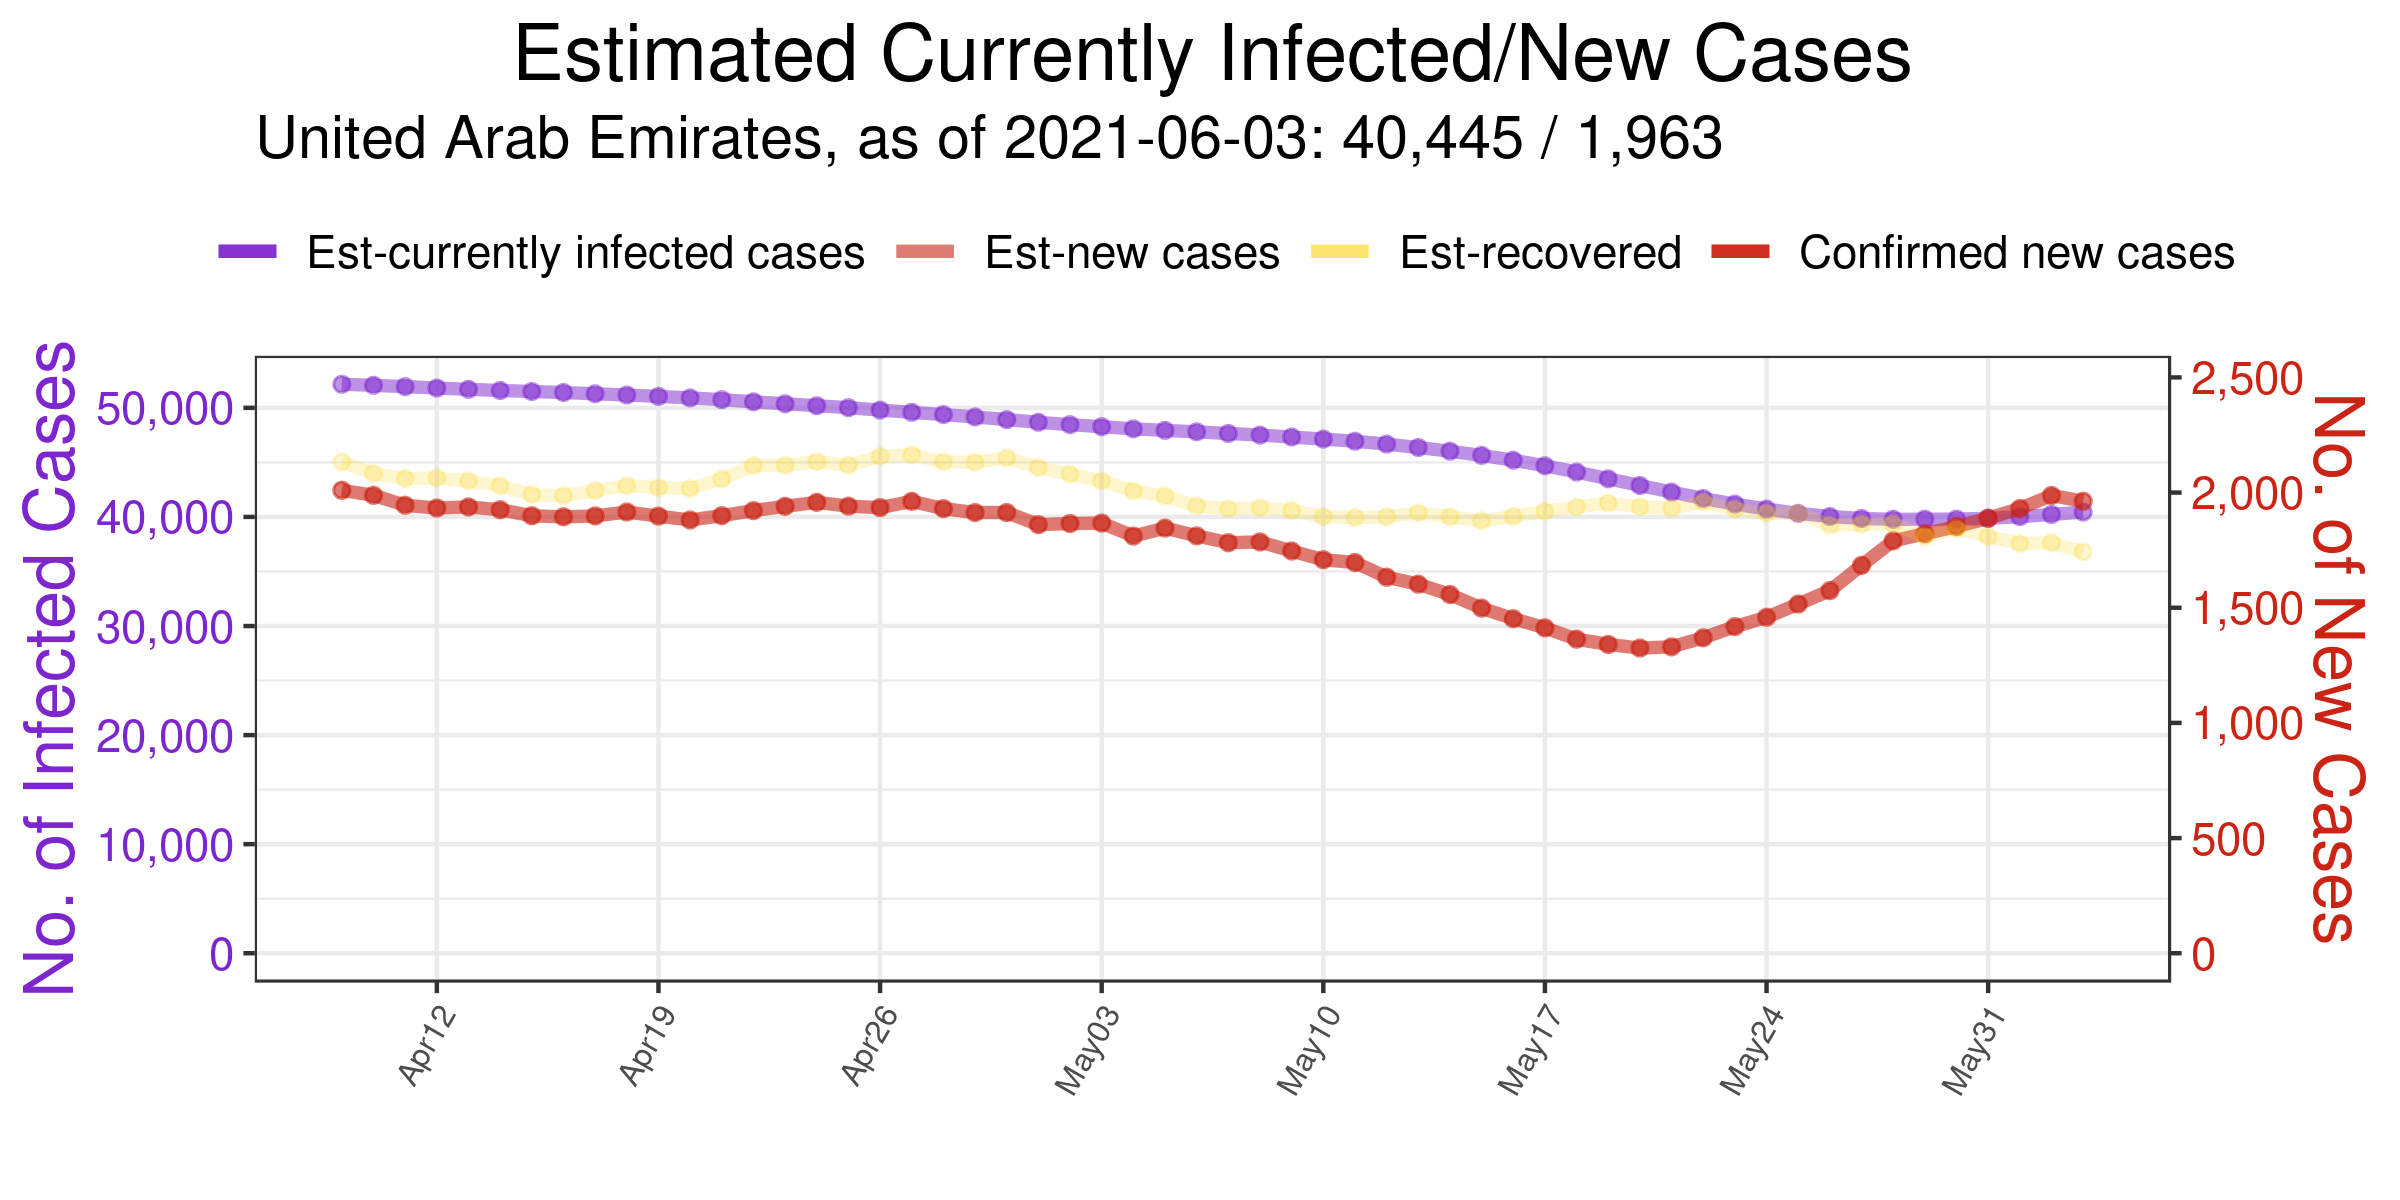 Estimated Currently Infected/New Cases
United Arab Emirates, as of 2021-06-03: 40,445 / 1,963
Est-currently infected cases
Est-new cases
Est-recovered
Confirmed new cases
No. of Infected Cases
50,000
40,000
30,000
20,000
10,000
0
2,500
2,000
1,500
1,000
500
0
No. of New Cases
Apr12
Apr19
Apr26
May03
May10
May17
May24
May31